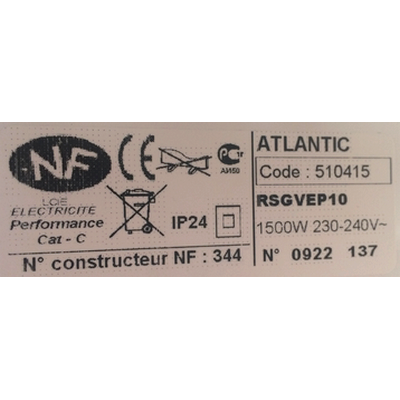 NF
LCIE
ELECTRICITE
Performance
Cat - C
CE
АИ50
IP24
N° constructeur NF : 344
ATLANTIC
Code : 510415
RSGVEP10
1500W 230-240V~
N° 0922 137